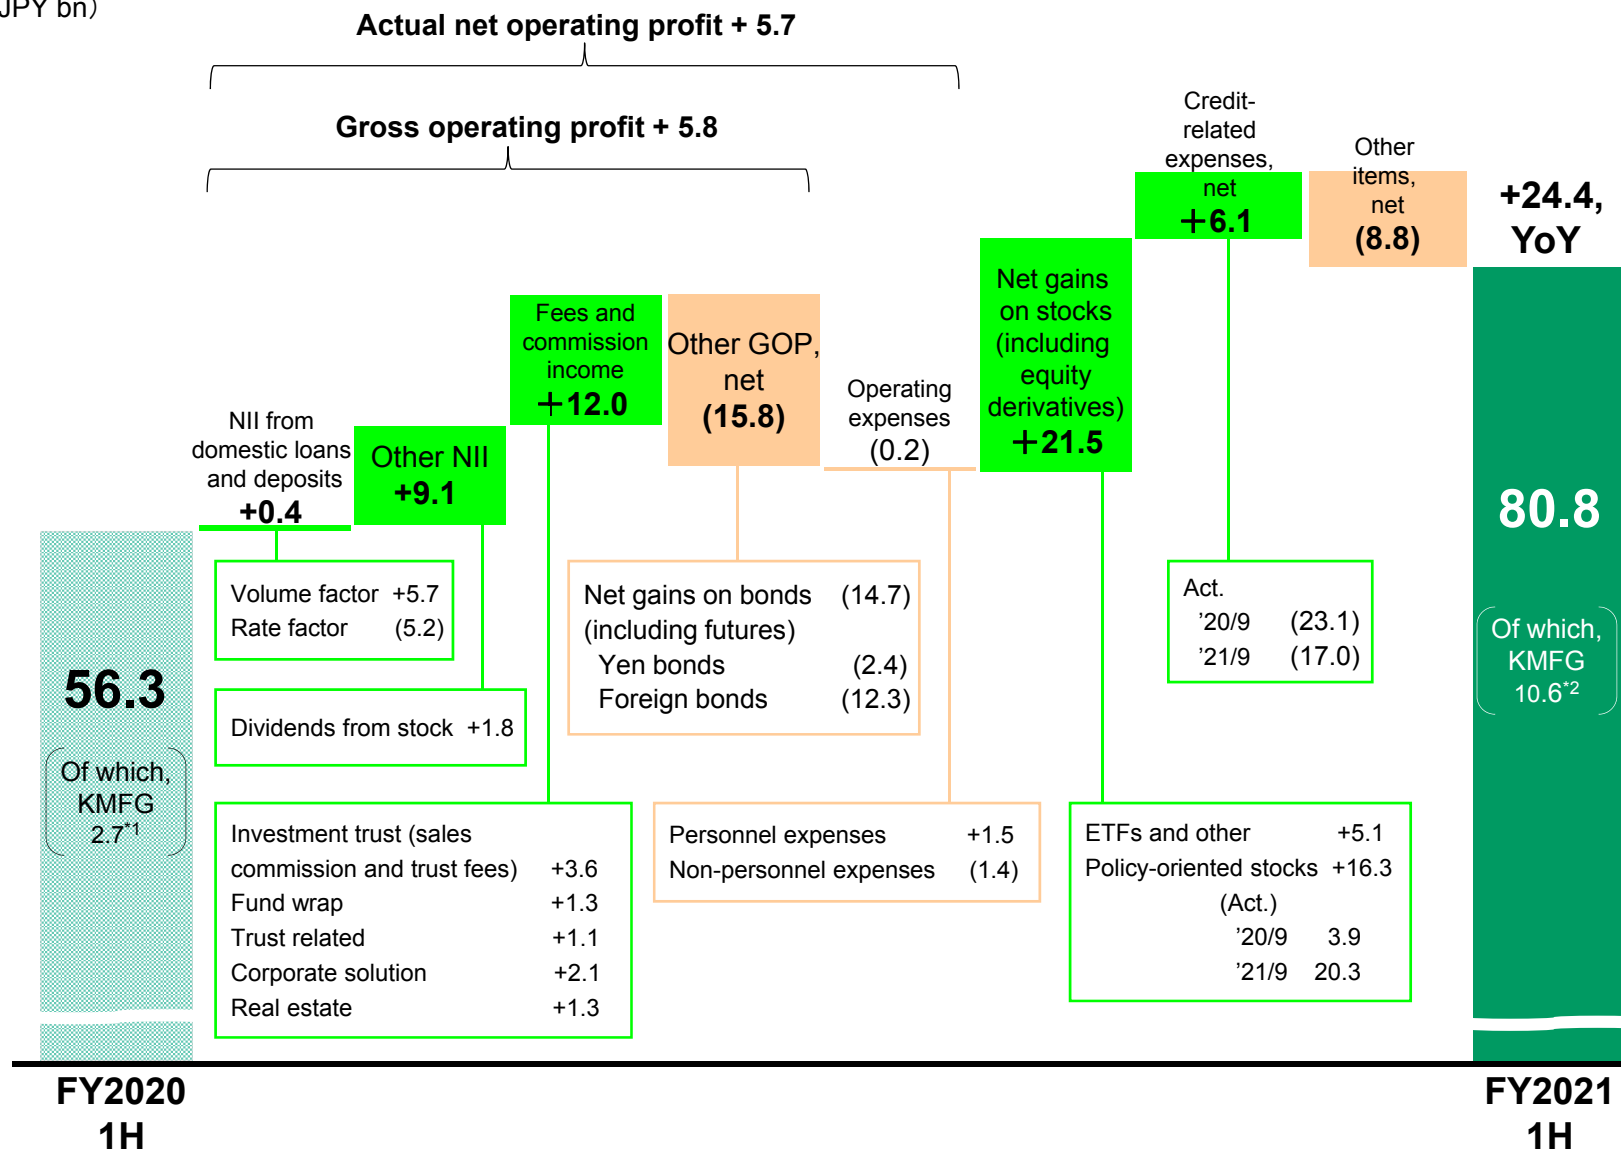 JPY bn）
Actual net operating profit + 5.7
Gross operating profit + 5.8
NII from
domestic loans
and deposits
+0.4
Other NII
+9.1
Fees and
commission
income
＋12.0
Other GOP,
net
(15.8)
Operating
expenses
(0.2)
Net gains
on stocks
(including
equity
derivatives)
＋21.5
Credit-
related
expenses,
net
＋6.1
Other
items,
net
(8.8)
+24.4,
YoY
56.3
Of which,
KMFG
2.7*1
80.8
Of which,
KMFG
10.6*2
Volume factor +5.7
Rate factor (5.2)
Dividends from stock +1.8
Investment trust (sales
commission and trust fees) +3.6
Fund wrap +1.3
Trust related +1.1
Corporate solution +2.1
Real estate +1.3
Net gains on bonds (14.7)
(including futures)
Yen bonds (2.4)
Foreign bonds (12.3)
Personnel expenses +1.5
Non-personnel expenses (1.4)
ETFs and other +5.1
Policy-oriented stocks +16.3
(Act.)
’20/9 3.9
’21/9 20.3
Act.
’20/9 (23.1)
’21/9 (17.0)
FY2020
1H
FY2021
1H